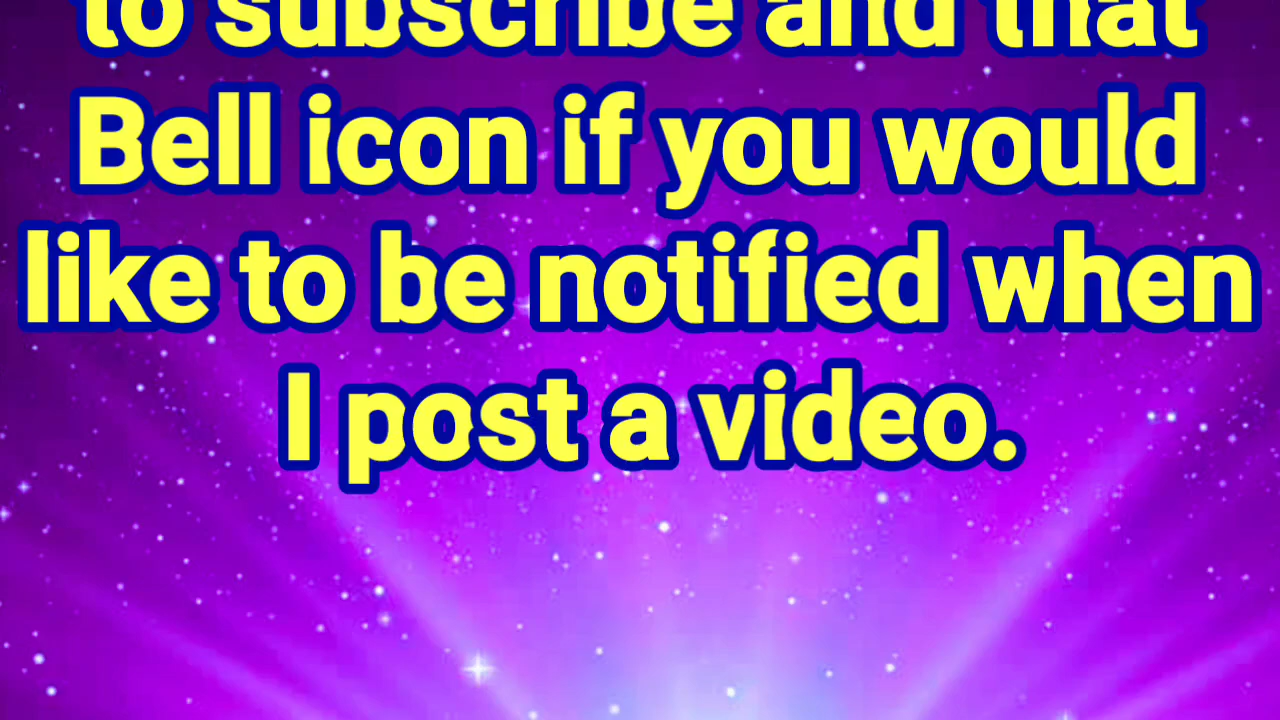 to subscribe and that
Bell icon if you would
like to be notified when
I post a video.